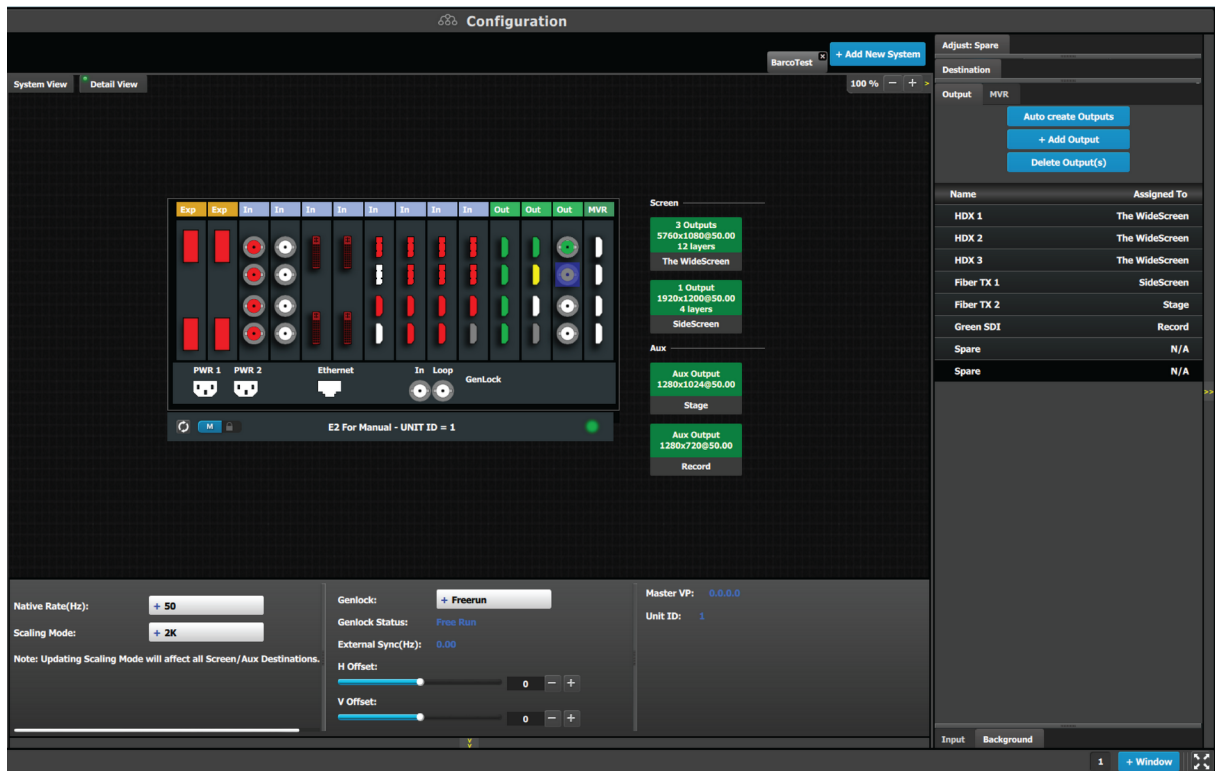 Configuration
BarcoTest
+ Add New System
System View
Detail View
100 %
Exp Exp In In In In In In In In Out Out Out MVR
PWR 1 PWR 2 Ethernet In Loop GenLock
M
E2 For Manual - UNIT ID = 1
Screen
3 Outputs
5760x1080@50.00
12 layers
The WideScreen
1 Output
1920x1200@50.00
4 layers
SideScreen
Aux
Aux Output
1280x1024@50.00
Stage
Aux Output
1280x720@50.00
Record
Native Rate(Hz): + 50
Scaling Mode: + 2K
Note: Updating Scaling Mode will affect all Screen/Aux Destinations.
Genlock: + Freerun
Genlock Status: Free Run
External Sync(Hz): 0.00
H Offset:
0 − +
V Offset:
0 − +
Master VP: 0.0.0.0
Unit ID: 1
Adjust: Spare
Destination
Output MVR
Auto create Outputs
+ Add Output
Delete Output(s)
Name Assigned To
HDX 1 The WideScreen
HDX 2 The WideScreen
HDX 3 The WideScreen
Fiber TX 1 SideScreen
Fiber TX 2 Stage
Green SDI Record
Spare N/A
Spare N/A
Input Background
1 + Window